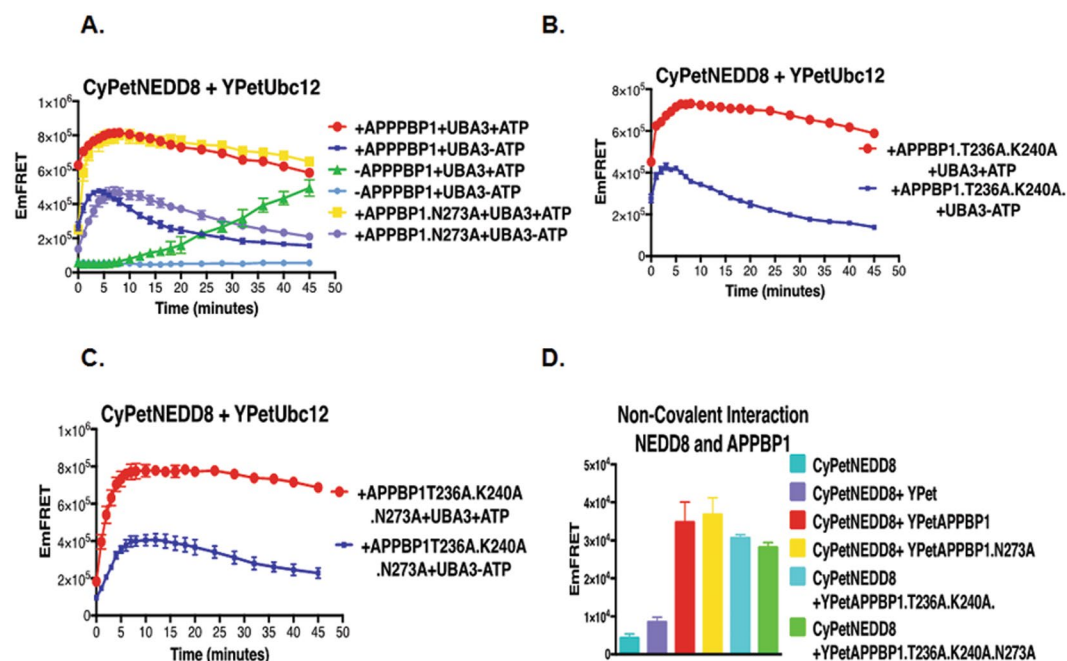 A.
CyPetNEDD8 + YPetUbc12
EmFRET
1×10⁶
8×10⁵
6×10⁵
4×10⁵
2×10⁵
0
0 5 10 15 20 25 30 35 40 45 50
Time (minutes)
+APPPBP1+UBA3+ATP
+APPPBP1+UBA3-ATP
-APPPBP1+UBA3+ATP
-APPPBP1+UBA3-ATP
+APPBP1.N273A+UBA3+ATP
+APPBP1.N273A+UBA3-ATP
B.
CyPetNEDD8 + YPetUbc12
EmFRET
8×10⁵
6×10⁵
4×10⁵
2×10⁵
0
0 5 10 15 20 25 30 35 40 45 50
Time (minutes)
+APPBP1.T236A.K240A
+UBA3+ATP
+APPBP1.T236A.K240A.
+UBA3-ATP
C.
CyPetNEDD8 + YPetUbc12
EmFRET
1×10⁶
8×10⁵
6×10⁵
4×10⁵
2×10⁵
0
0 5 10 15 20 25 30 35 40 45 50
Time (minutes)
+APPBP1T236A.K240A
.N273A+UBA3+ATP
+APPBP1T236A.K240A
.N273A+UBA3-ATP
D.
Non-Covalent Interaction
NEDD8 and APPBP1
EmFRET
5×10⁴
4×10⁴
3×10⁴
2×10⁴
1×10⁴
0
CyPetNEDD8
CyPetNEDD8+ YPet
CyPetNEDD8+ YPetAPPBP1
CyPetNEDD8+ YPetAPPBP1.N273A
CyPetNEDD8
+YPetAPPBP1.T236A.K240A.
CyPetNEDD8
+YPetAPPBP1.T236A.K240A.N273A